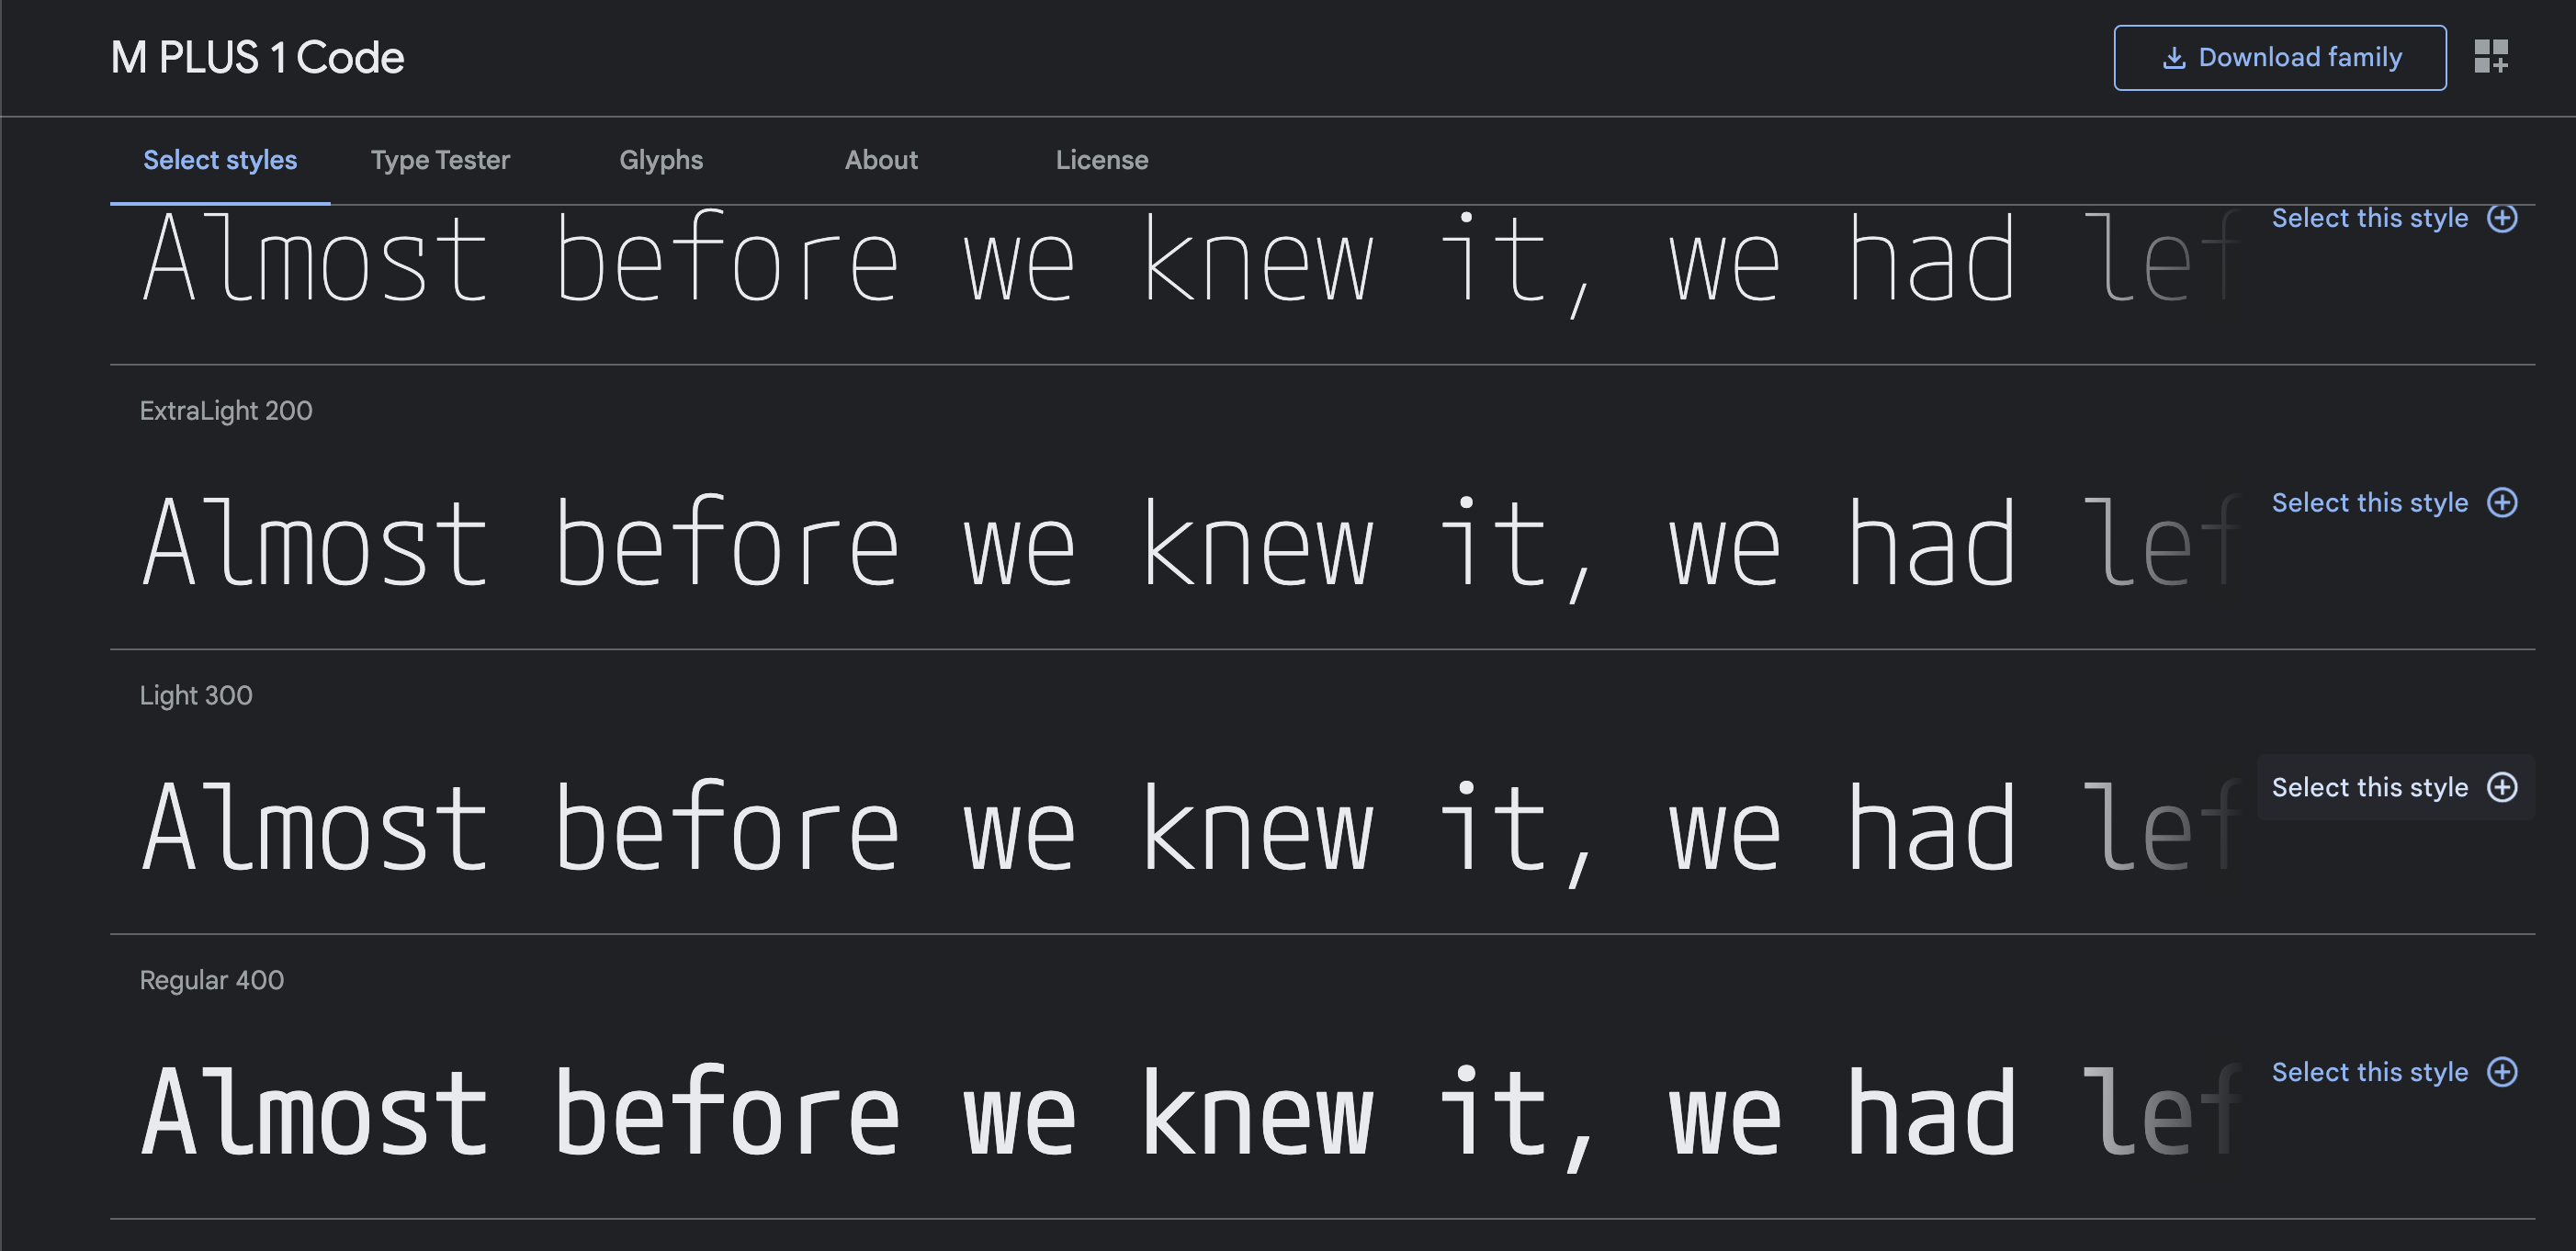 M PLUS 1 Code
Download family
Select styles Type Tester Glyphs About License
Almost before we knew it, we had lef
Select this style
ExtraLight 200
Almost before we knew it, we had lef
Select this style
Light 300
Almost before we knew it, we had lef
Select this style
Regular 400
Almost before we knew it, we had lef
Select this style